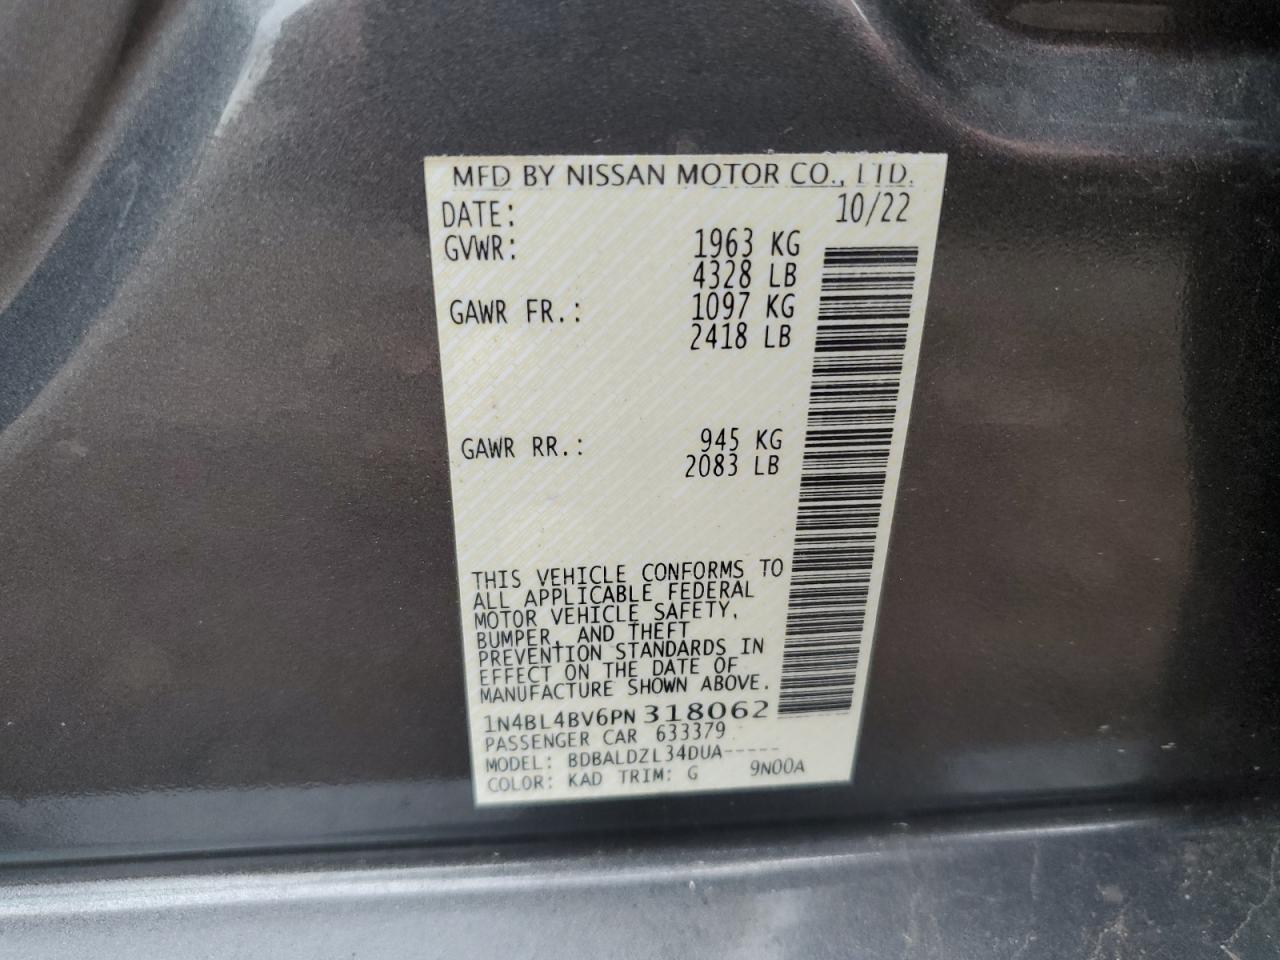 MFD BY NISSAN MOTOR CO., LTD.
DATE: 10/22
GVWR: 1963 KG
4328 LB
GAWR FR.: 1097 KG
2418 LB
GAWR RR.: 945 KG
2083 LB
THIS VEHICLE CONFORMS TO
ALL APPLICABLE FEDERAL
MOTOR VEHICLE SAFETY,
BUMPER, AND THEFT
PREVENTION STANDARDS IN
EFFECT ON THE DATE OF
MANUFACTURE SHOWN ABOVE.
1N4BL4BV6PN 318062
PASSENGER CAR 633379
MODEL: BDBALDZL34DUA-----
COLOR: KAD TRIM: G 9N00A